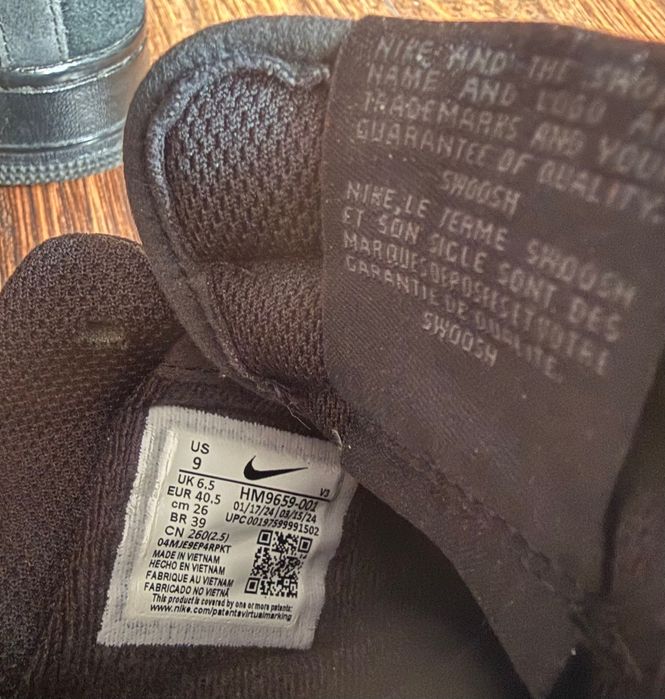 NIKE AND THE
NAME AND LOGO
TRADEMARKS AND YOUR
GUARANTEE OF QUALITY.
SWOOSH
NIKE, LE TERME SWOOSH
ET SON SIGLE SONT DES
MARQUES DEPOSEES ET VOTRE
GARANTIE DE QUALITE.
SWOOSH
US
9
UK 6.5
EUR 40.5
cm 26
BR 39
CN 260(2.5)
V3
HM9659-001
01/17/24 | 03/15/24
UPC 00197599991502
04MJE9EP4RPKT
MADE IN VIETNAM
HECHO EN VIETNAM
FABRIQUE AU VIETNAM
FABRICADO NO VIETNÃ
This product is covered by one or more patents:
www.nike.com/patentsvirtualmarking